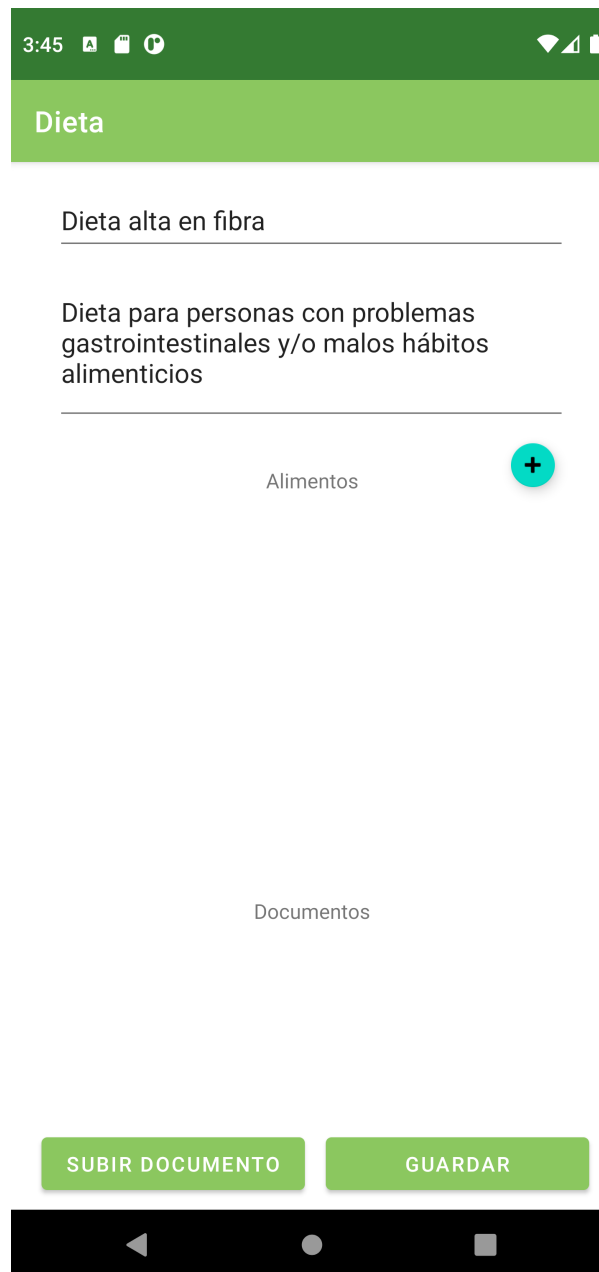 3:45
Dieta
Dieta alta en fibra
Dieta para personas con problemas
gastrointestinales y/o malos hábitos
alimenticios
Alimentos
+
Documentos
SUBIR DOCUMENTO
GUARDAR